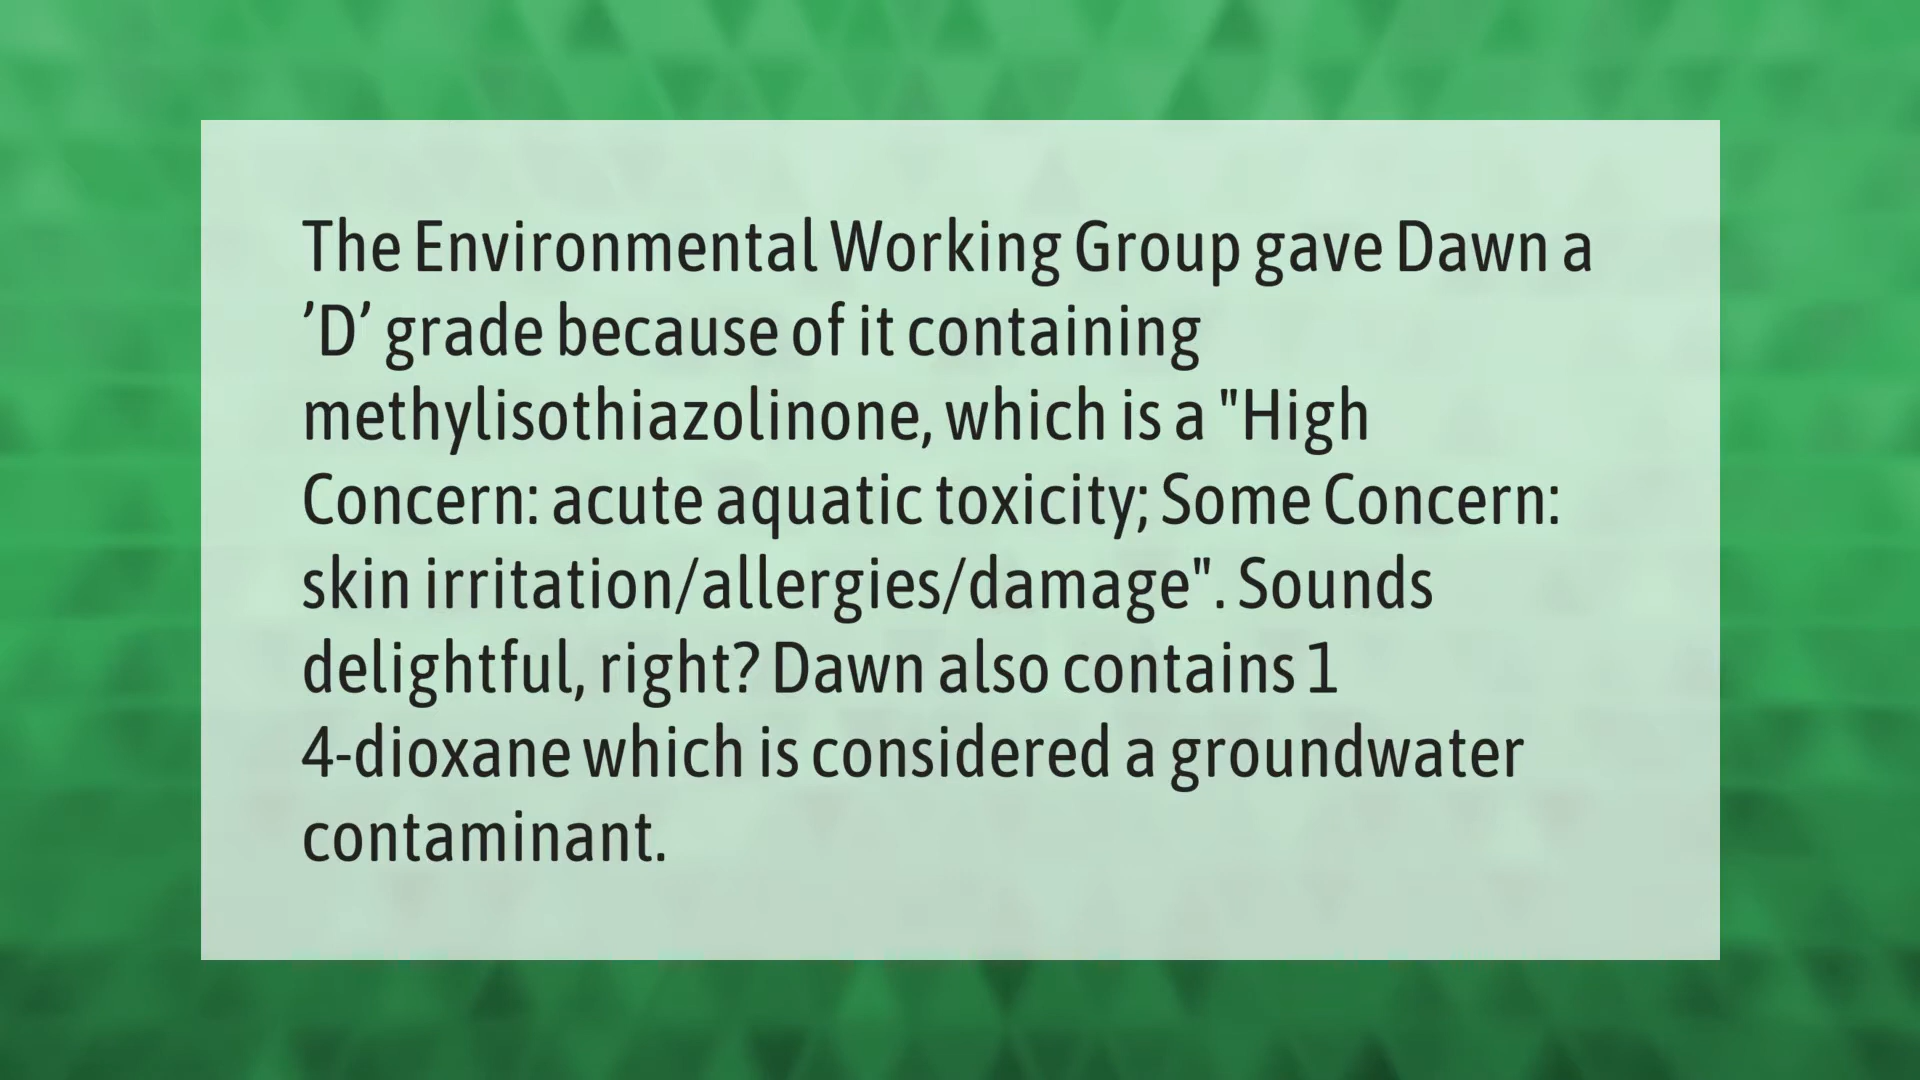 The Environmental Working Group gave Dawn a
’D’ grade because of it containing
methylisothiazolinone, which is a "High
Concern: acute aquatic toxicity; Some Concern:
skin irritation/allergies/damage". Sounds
delightful, right? Dawn also contains 1
4-dioxane which is considered a groundwater
contaminant.